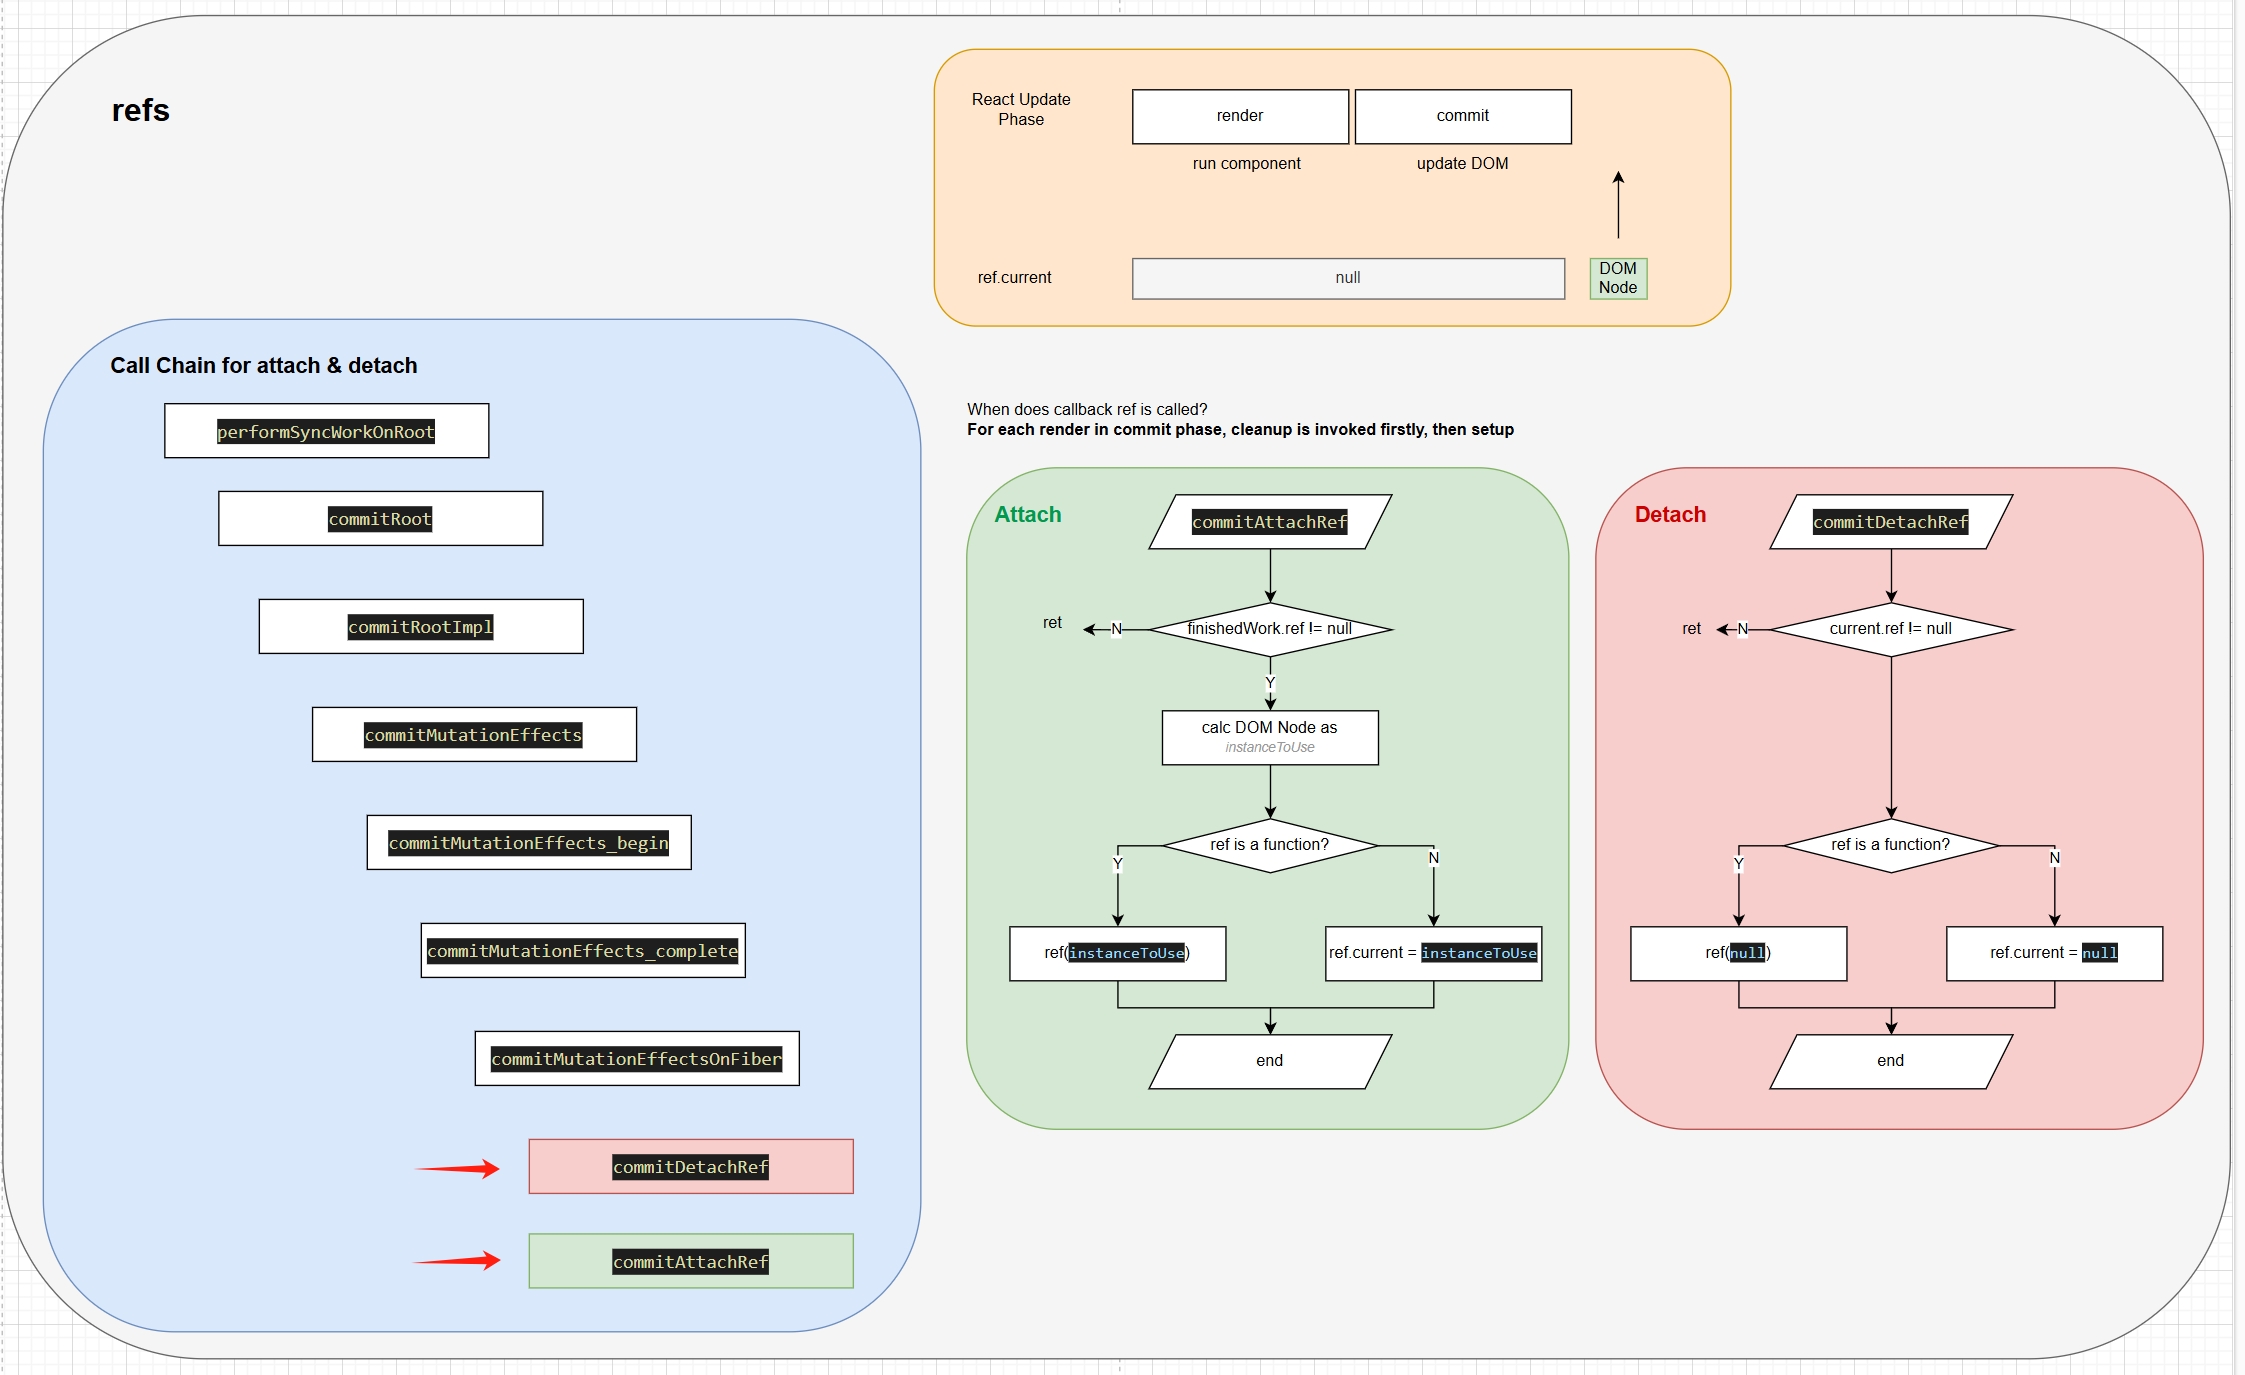 refs
React Update
Phase
render
commit
run component
update DOM
ref.current
null
DOM
Node
Call Chain for attach & detach
performSyncWorkOnRoot
commitRoot
commitRootImpl
commitMutationEffects
commitMutationEffects_begin
commitMutationEffects_complete
commitMutationEffectsOnFiber
commitDetachRef
commitAttachRef
When does callback ref is called?
For each render in commit phase, cleanup is invoked firstly, then setup
Attach
commitAttachRef
finishedWork.ref != null
N
ret
Y
calc DOM Node as
instanceToUse
ref is a function?
Y
N
ref(instanceToUse)
ref.current = instanceToUse
end
Detach
commitDetachRef
current.ref != null
N
ret
ref is a function?
Y
N
ref(null)
ref.current = null
end